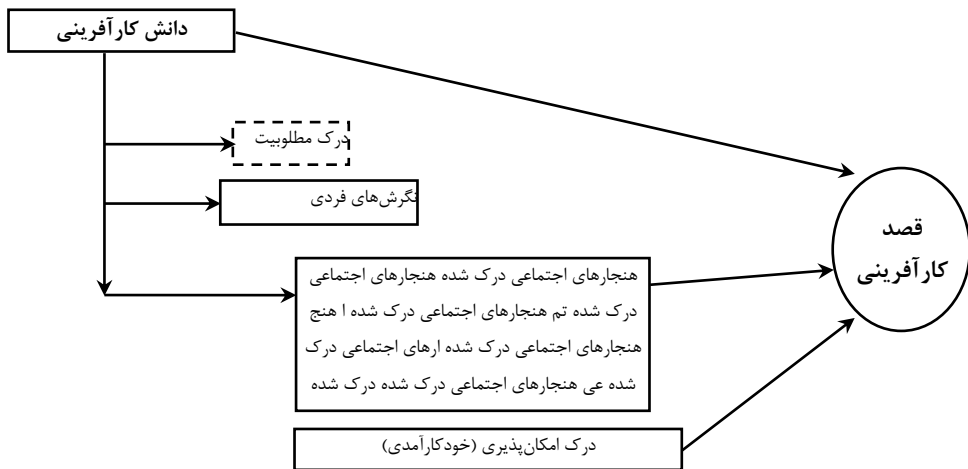 دانش کارآفرینی
درک مطلوبیت
نگرش‌های فردی
هنجارهای اجتماعی درک شده هنجارهای اجتماعی
درک شده تم هنجارهای اجتماعی درک شده ا هنج
هنجارهای اجتماعی درک شده ارهای اجتماعی درک
شده عی هنجارهای اجتماعی درک شده درک شده
درک امکان‌پذیری (خودکارآمدی)
قصد
کارآفرینی